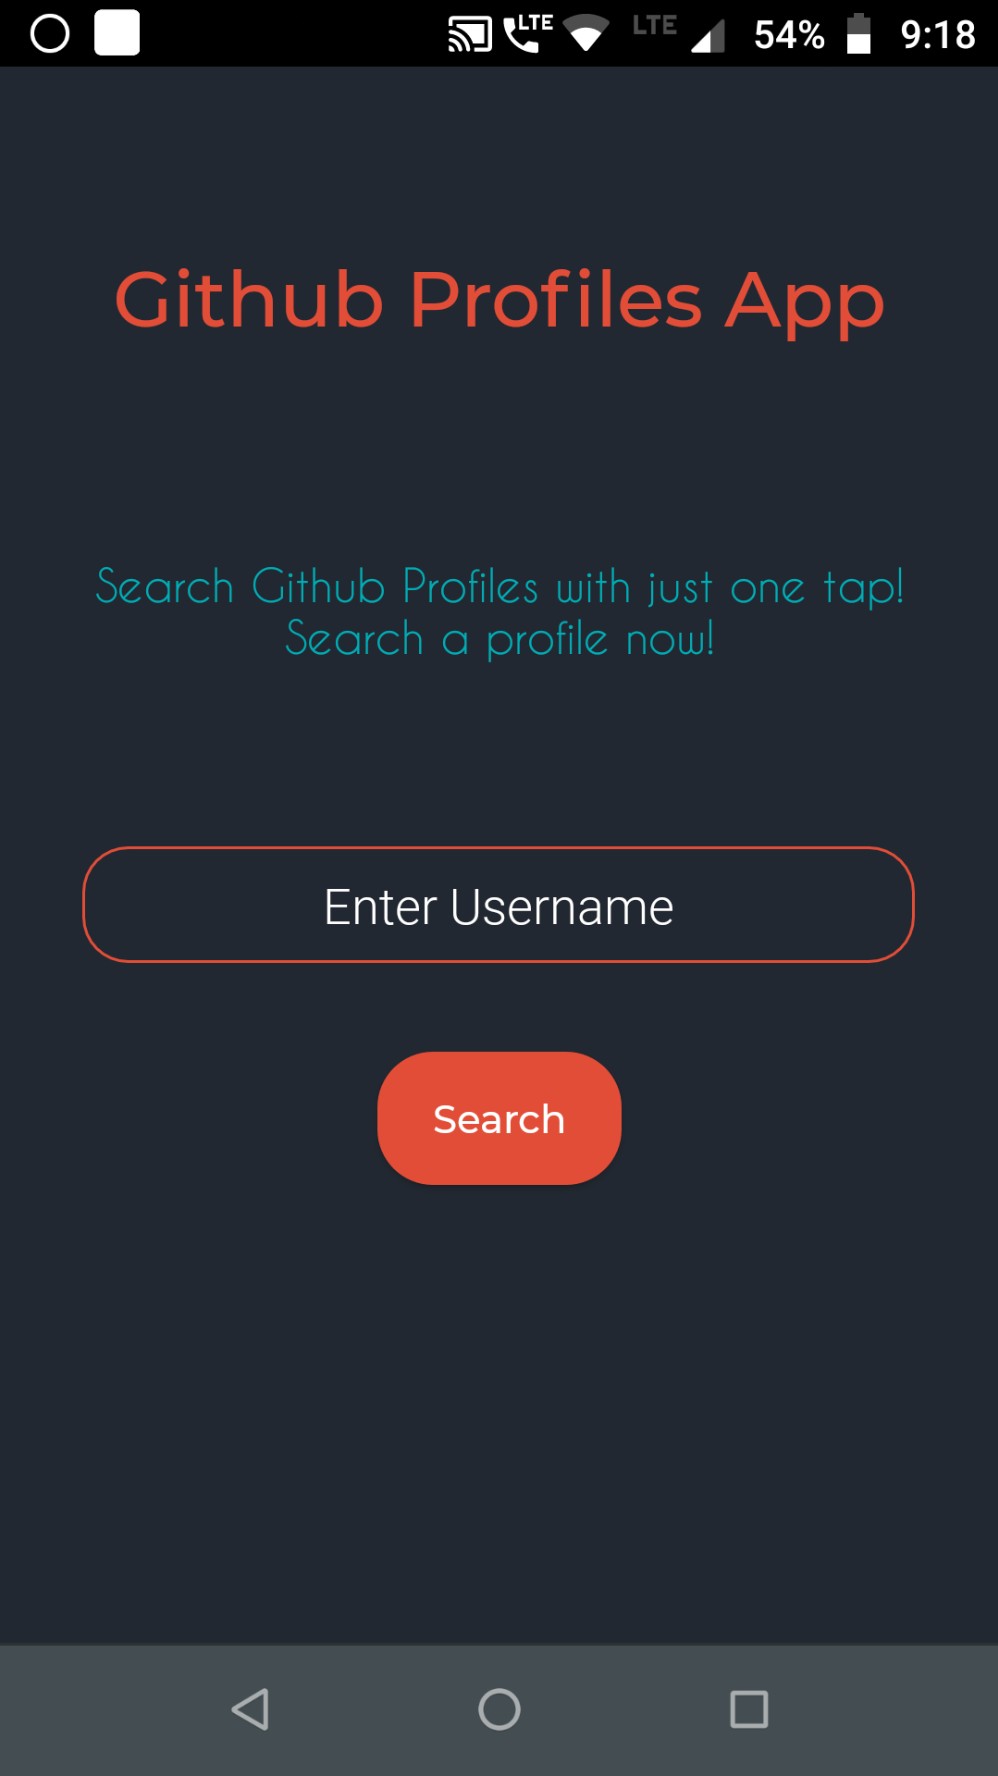 LTE LTE 54% 9:18
Github Profiles App
Search Github Profiles with just one tap!
Search a profile now!
Enter Username
Search